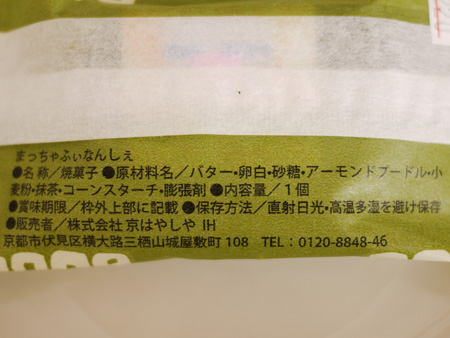 まっちゃふぃなんしぇ
●名称／焼菓子 ●原材料名／バター・卵白・砂糖・アーモンドプードル・小
麦粉・抹茶・コーンスターチ・膨張剤 ●内容量／1個
●賞味期限／枠外上部に記載 ●保存方法／直射日光・高温多湿を避け保存
●販売者／株式会社 京はやしや IH
京都市伏見区横大路三栖山城屋敷町 108 TEL：0120-8848-46